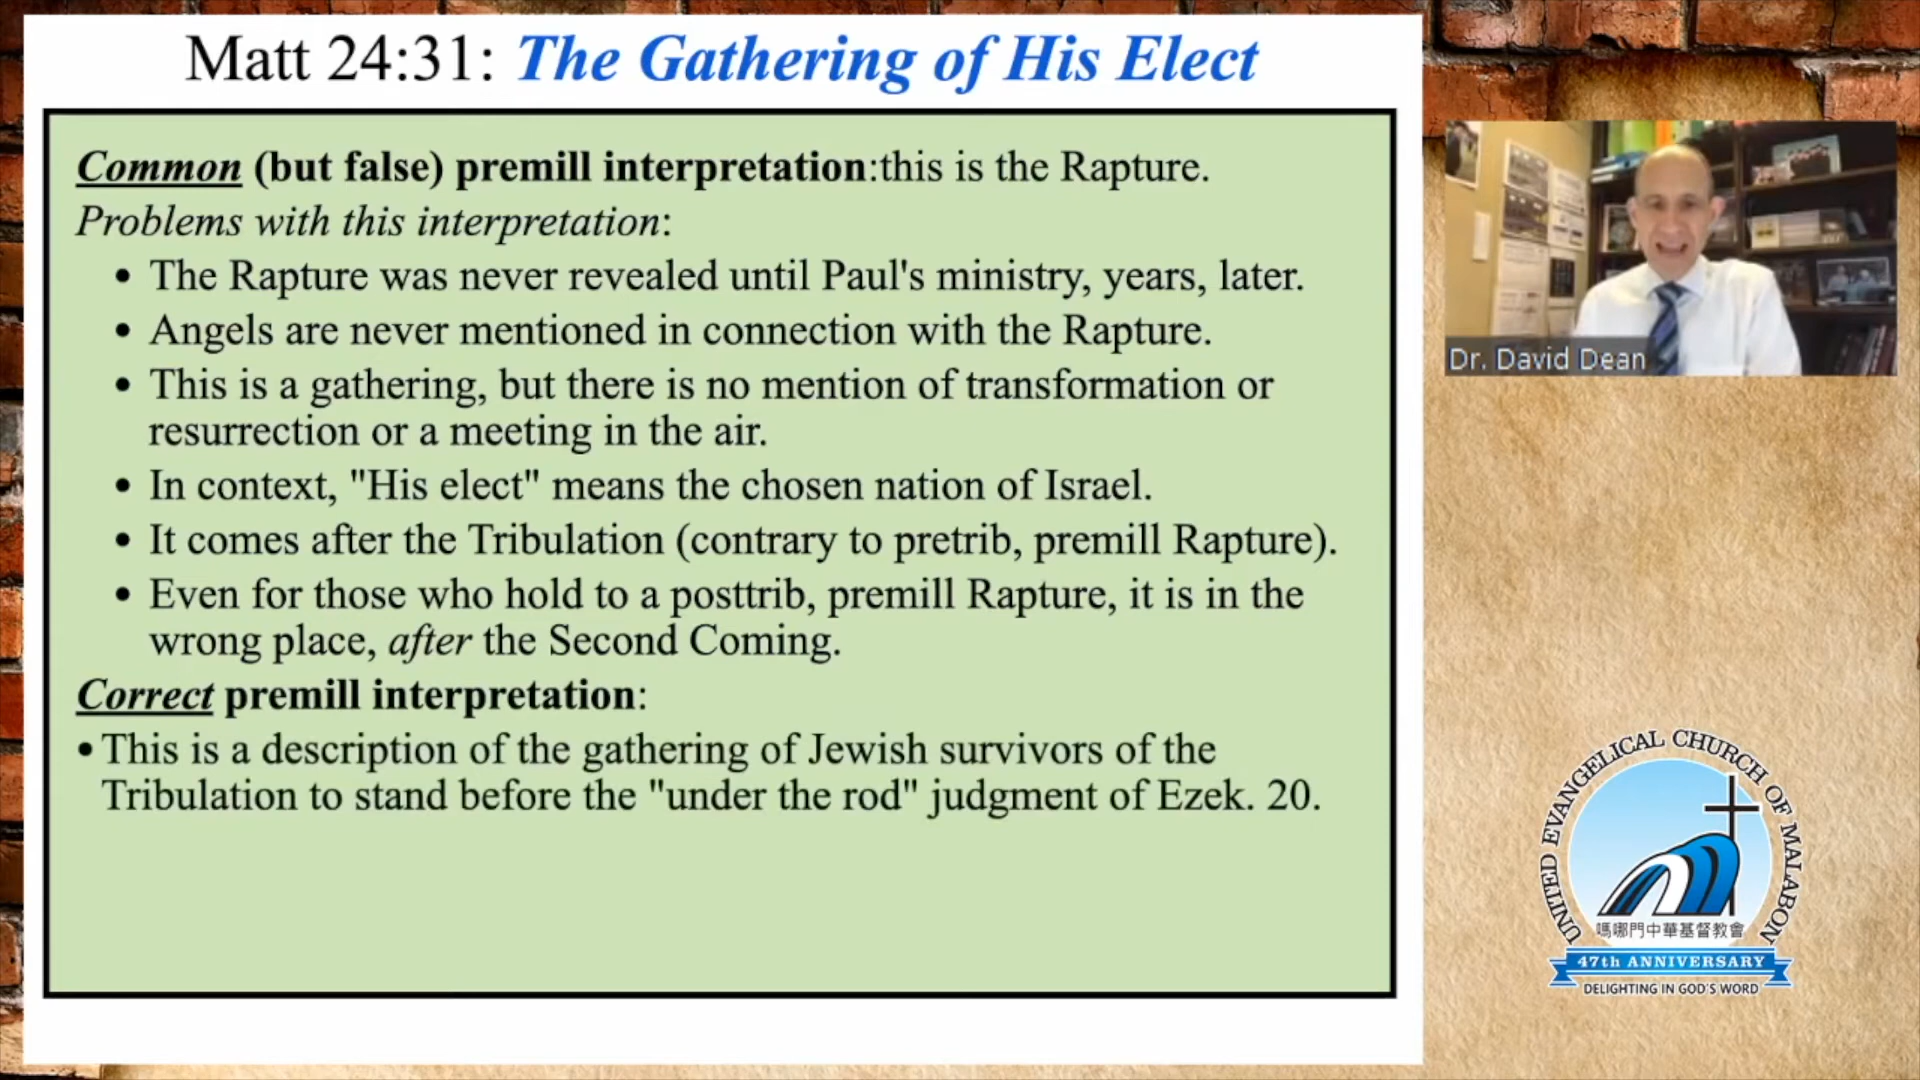 Matt 24:31: The Gathering of His Elect
Common (but false) premill interpretation:this is the Rapture.
Problems with this interpretation:
• The Rapture was never revealed until Paul's ministry, years, later.
• Angels are never mentioned in connection with the Rapture.
• This is a gathering, but there is no mention of transformation or
resurrection or a meeting in the air.
• In context, "His elect" means the chosen nation of Israel.
• It comes after the Tribulation (contrary to pretrib, premill Rapture).
• Even for those who hold to a posttrib, premill Rapture, it is in the
wrong place, after the Second Coming.
Correct premill interpretation:
• This is a description of the gathering of Jewish survivors of the
Tribulation to stand before the "under the rod" judgment of Ezek. 20.
Dr. David Dean
UNITED EVANGELICAL CHURCH OF MALABON
嗎哪門中華基督教會
47th ANNIVERSARY
DELIGHTING IN GOD'S WORD